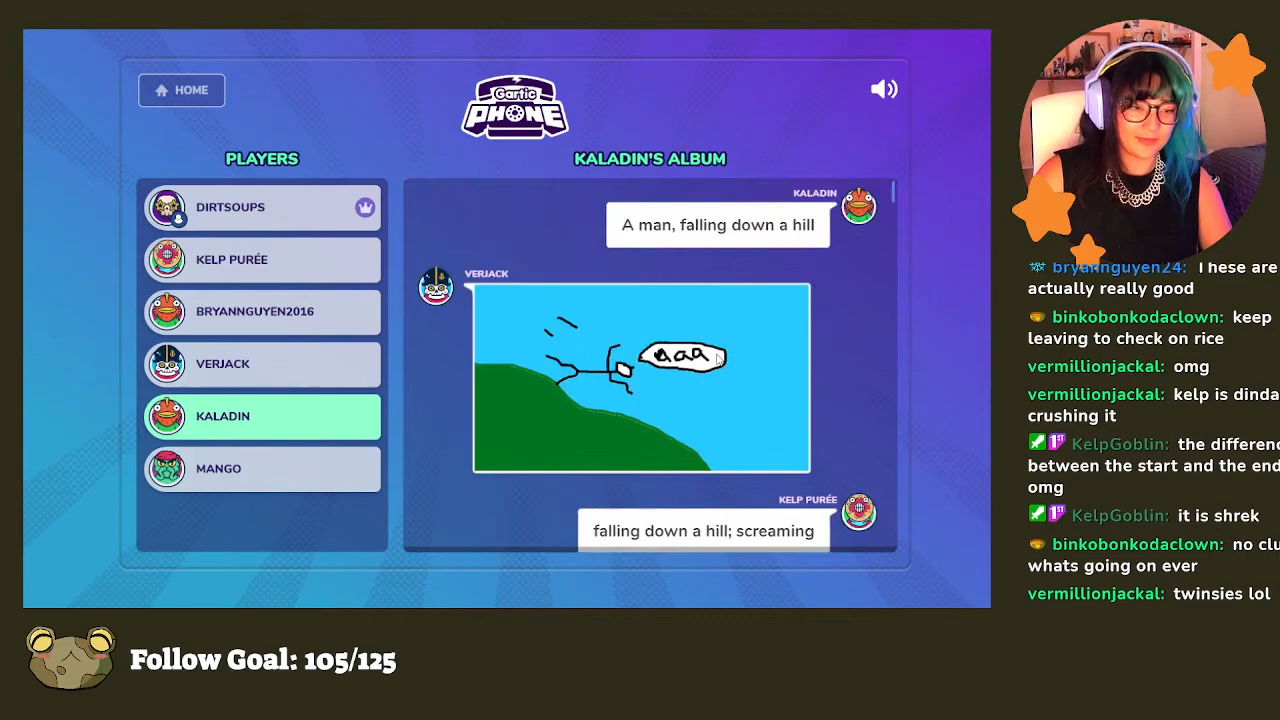 HOME
Gartic
PHONE
PLAYERS
KALADIN'S ALBUM
DIRTSOUPS
KELP PURÉE
BRYANNGUYEN2016
VERJACK
KALADIN
MANGO
KALADIN
A man, falling down a hill
VERJACK
aaa
KELP PURÉE
falling down a hill; screaming
bryannguyen24: These are
actually really good
binkobonkodaclown: keep
leaving to check on rice
vermillionjackal: omg
vermillionjackal: kelp is dinda
crushing it
1ST KelpGoblin: the differenc
between the start and the end
omg
1ST KelpGoblin: it is shrek
binkobonkodaclown: no clu
whats going on ever
vermillionjackal: twinsies lol
Follow Goal: 105/125